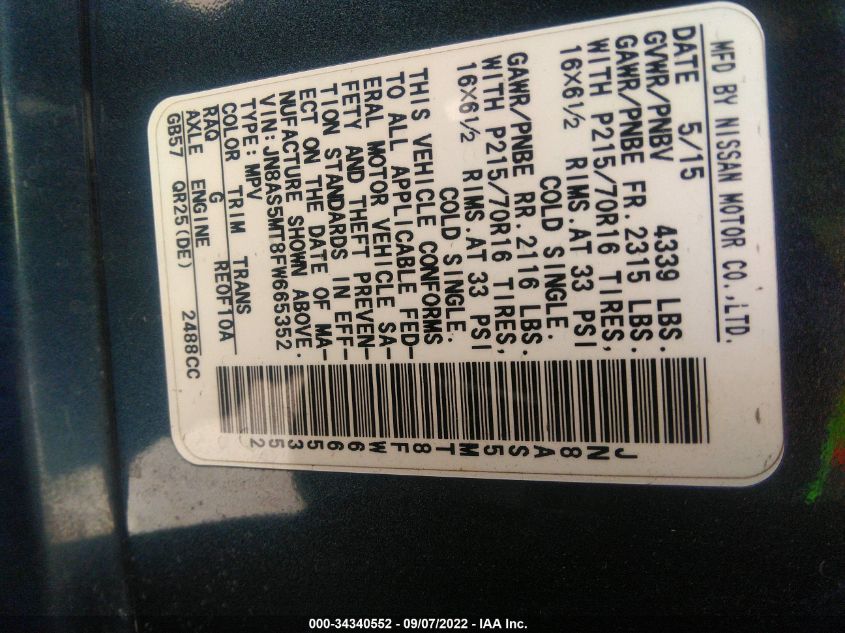 MFD BY NISSAN MOTOR CO.,LTD.
DATE 5/15
GVWR/PNBV 4339 LBS.
GAWR/PNBE FR. 2315 LBS.
WITH P215/70R16 TIRES,
16X6½ RIMS.AT 33 PSI
COLD SINGLE.
GAWR/PNBE RR. 2116 LBS.
WITH P215/70R16 TIRES,
16X6½ RIMS.AT 33 PSI
COLD SINGLE.
THIS VEHICLE CONFORMS
TO ALL APPLICABLE FED-
ERAL MOTOR VEHICLE SA-
FETY AND THEFT PREVEN-
TION STANDARDS IN EFF-
ECT ON THE DATE OF MA-
NUFACTURE SHOWN ABOVE.
VIN: JN8AS5MT8FW665352
TYPE: MPV
COLOR TRIM TRANS
RAQ G RE0F10A
AXLE ENGINE
GB57 QR25(DE) 2488CC
JN8AS5MT8FW665352
000-34340552 - 09/07/2022 - IAA Inc.